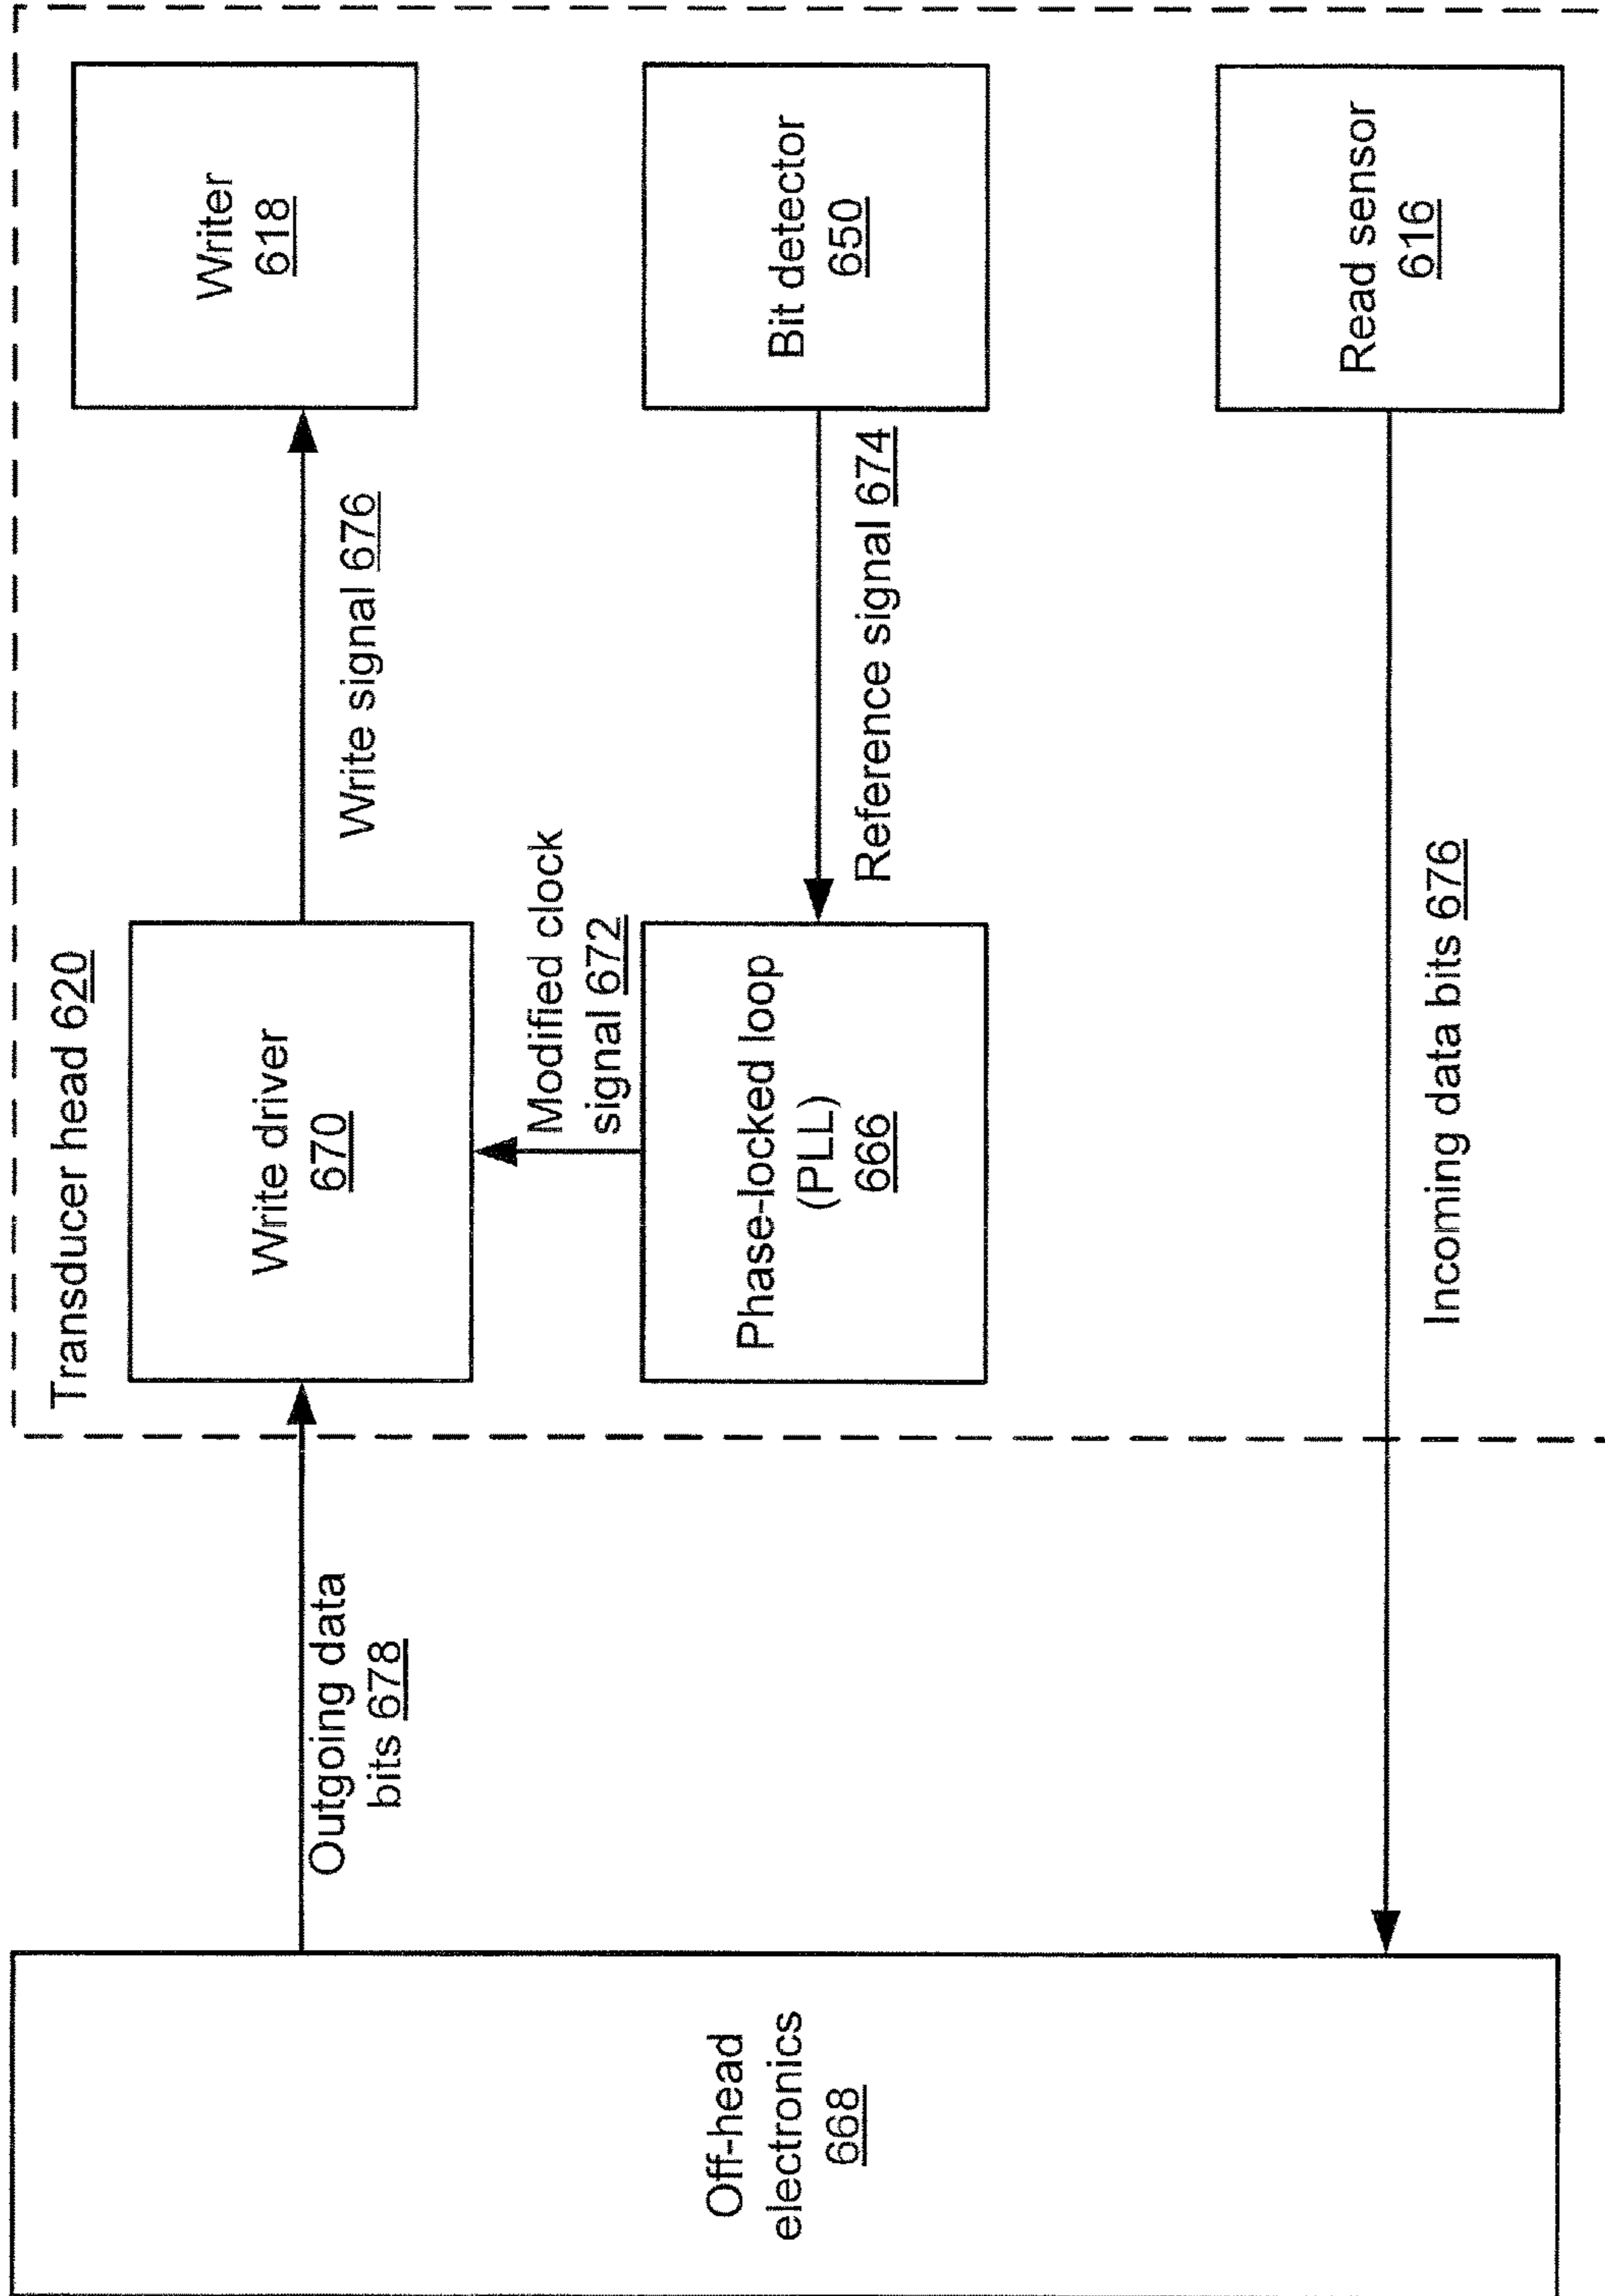 Transducer head 620
Writer
618
Write driver
670
Write signal 676
Outgoing data
bits 678
Modified clock
signal 672
Bit detector
650
Phase-locked loop
(PLL)
666
Reference signal 674
Off-head
electronics
668
Read sensor
616
Incoming data bits 676